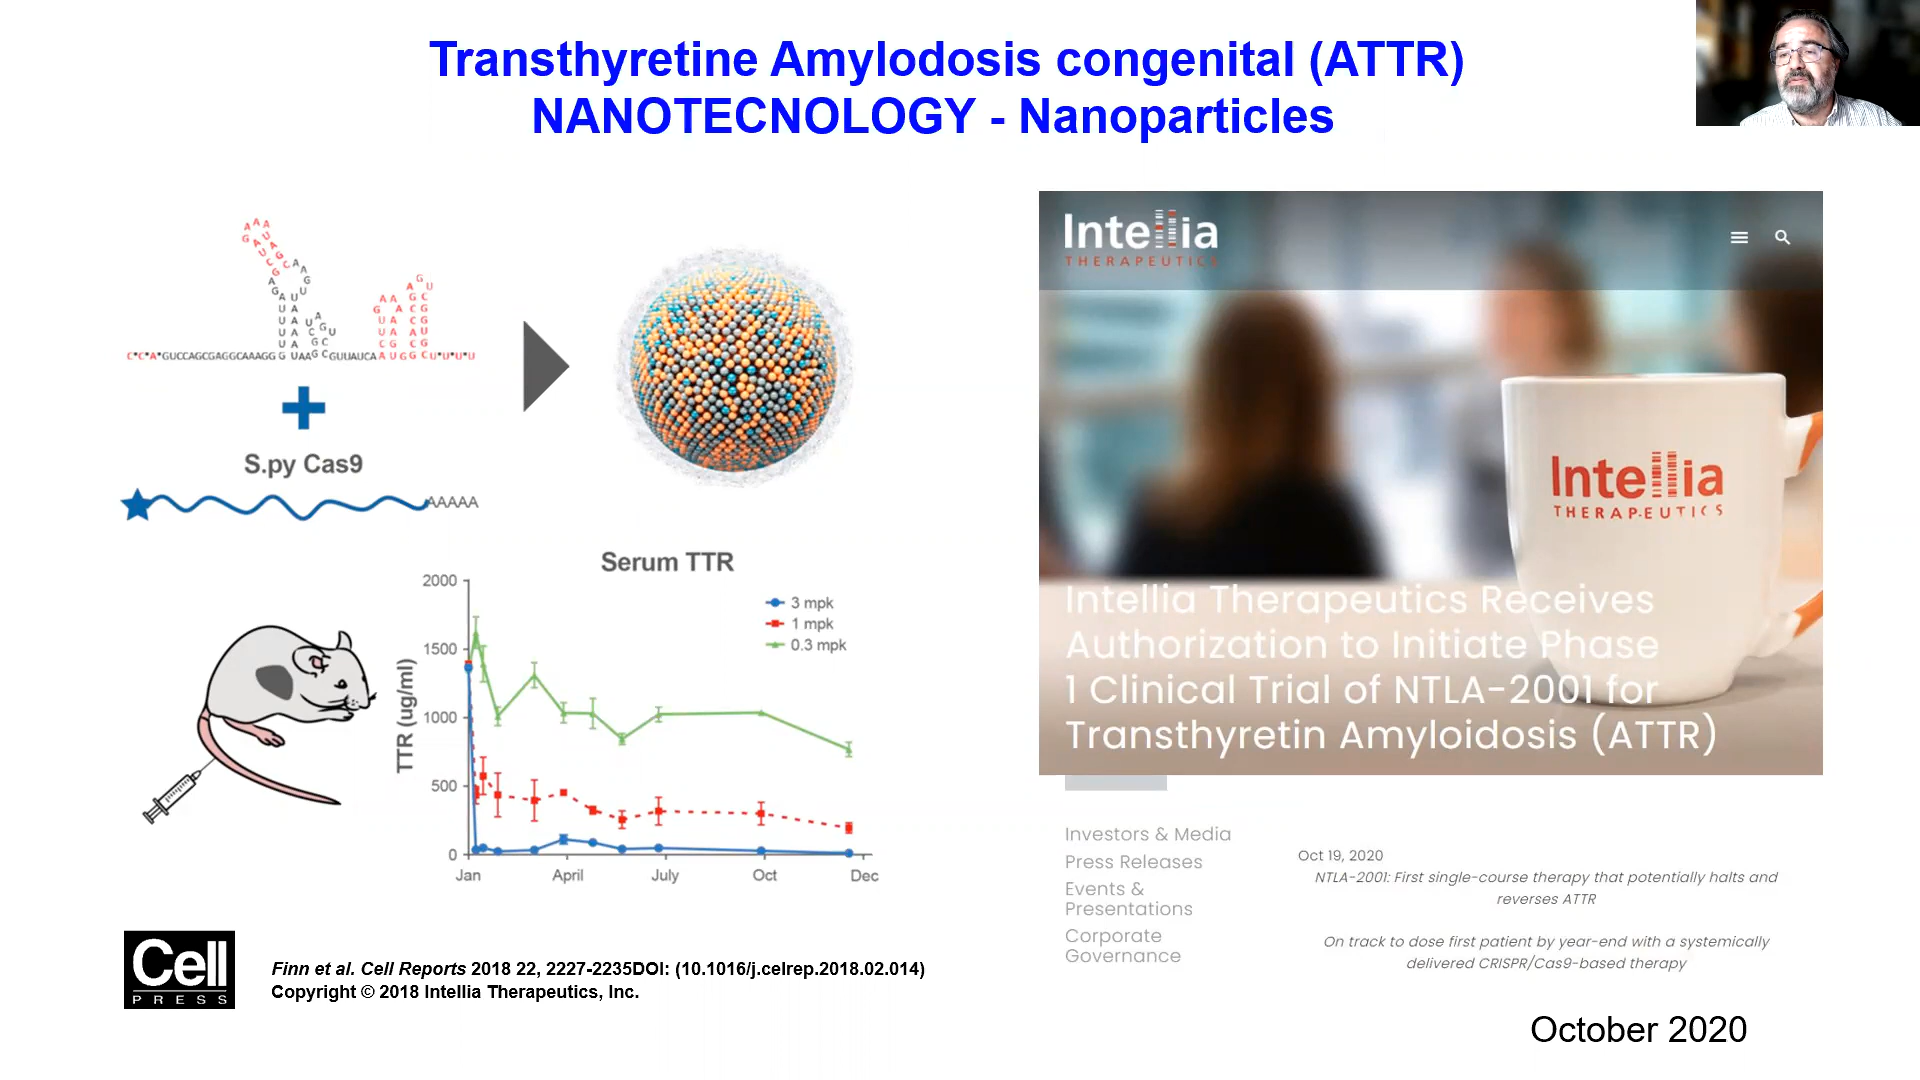 Transthyretine Amylodosis congenital (ATTR)
NANOTECNOLOGY - Nanoparticles
C*C*A*GUCCAGCGAGGCAAAGG
+
S.py Cas9
AAAAA
Serum TTR
2000
1500
1000
500
0
TTR (ug/ml)
3 mpk
1 mpk
0.3 mpk
Jan April July Oct Dec
Cell
PRESS
Finn et al. Cell Reports 2018 22, 2227-2235DOI: (10.1016/j.celrep.2018.02.014)
Copyright © 2018 Intellia Therapeutics, Inc.
Intellia
THERAPEUTICS
Intellia
THERAPEUTICS
Intellia Therapeutics Receives
Authorization to Initiate Phase
1 Clinical Trial of NTLA-2001 for
Transthyretin Amyloidosis (ATTR)
Investors & Media
Press Releases
Events &
Presentations
Corporate
Governance
Oct 19, 2020
NTLA-2001: First single-course therapy that potentially halts and
reverses ATTR
On track to dose first patient by year-end with a systemically
delivered CRISPR/Cas9-based therapy
October 2020